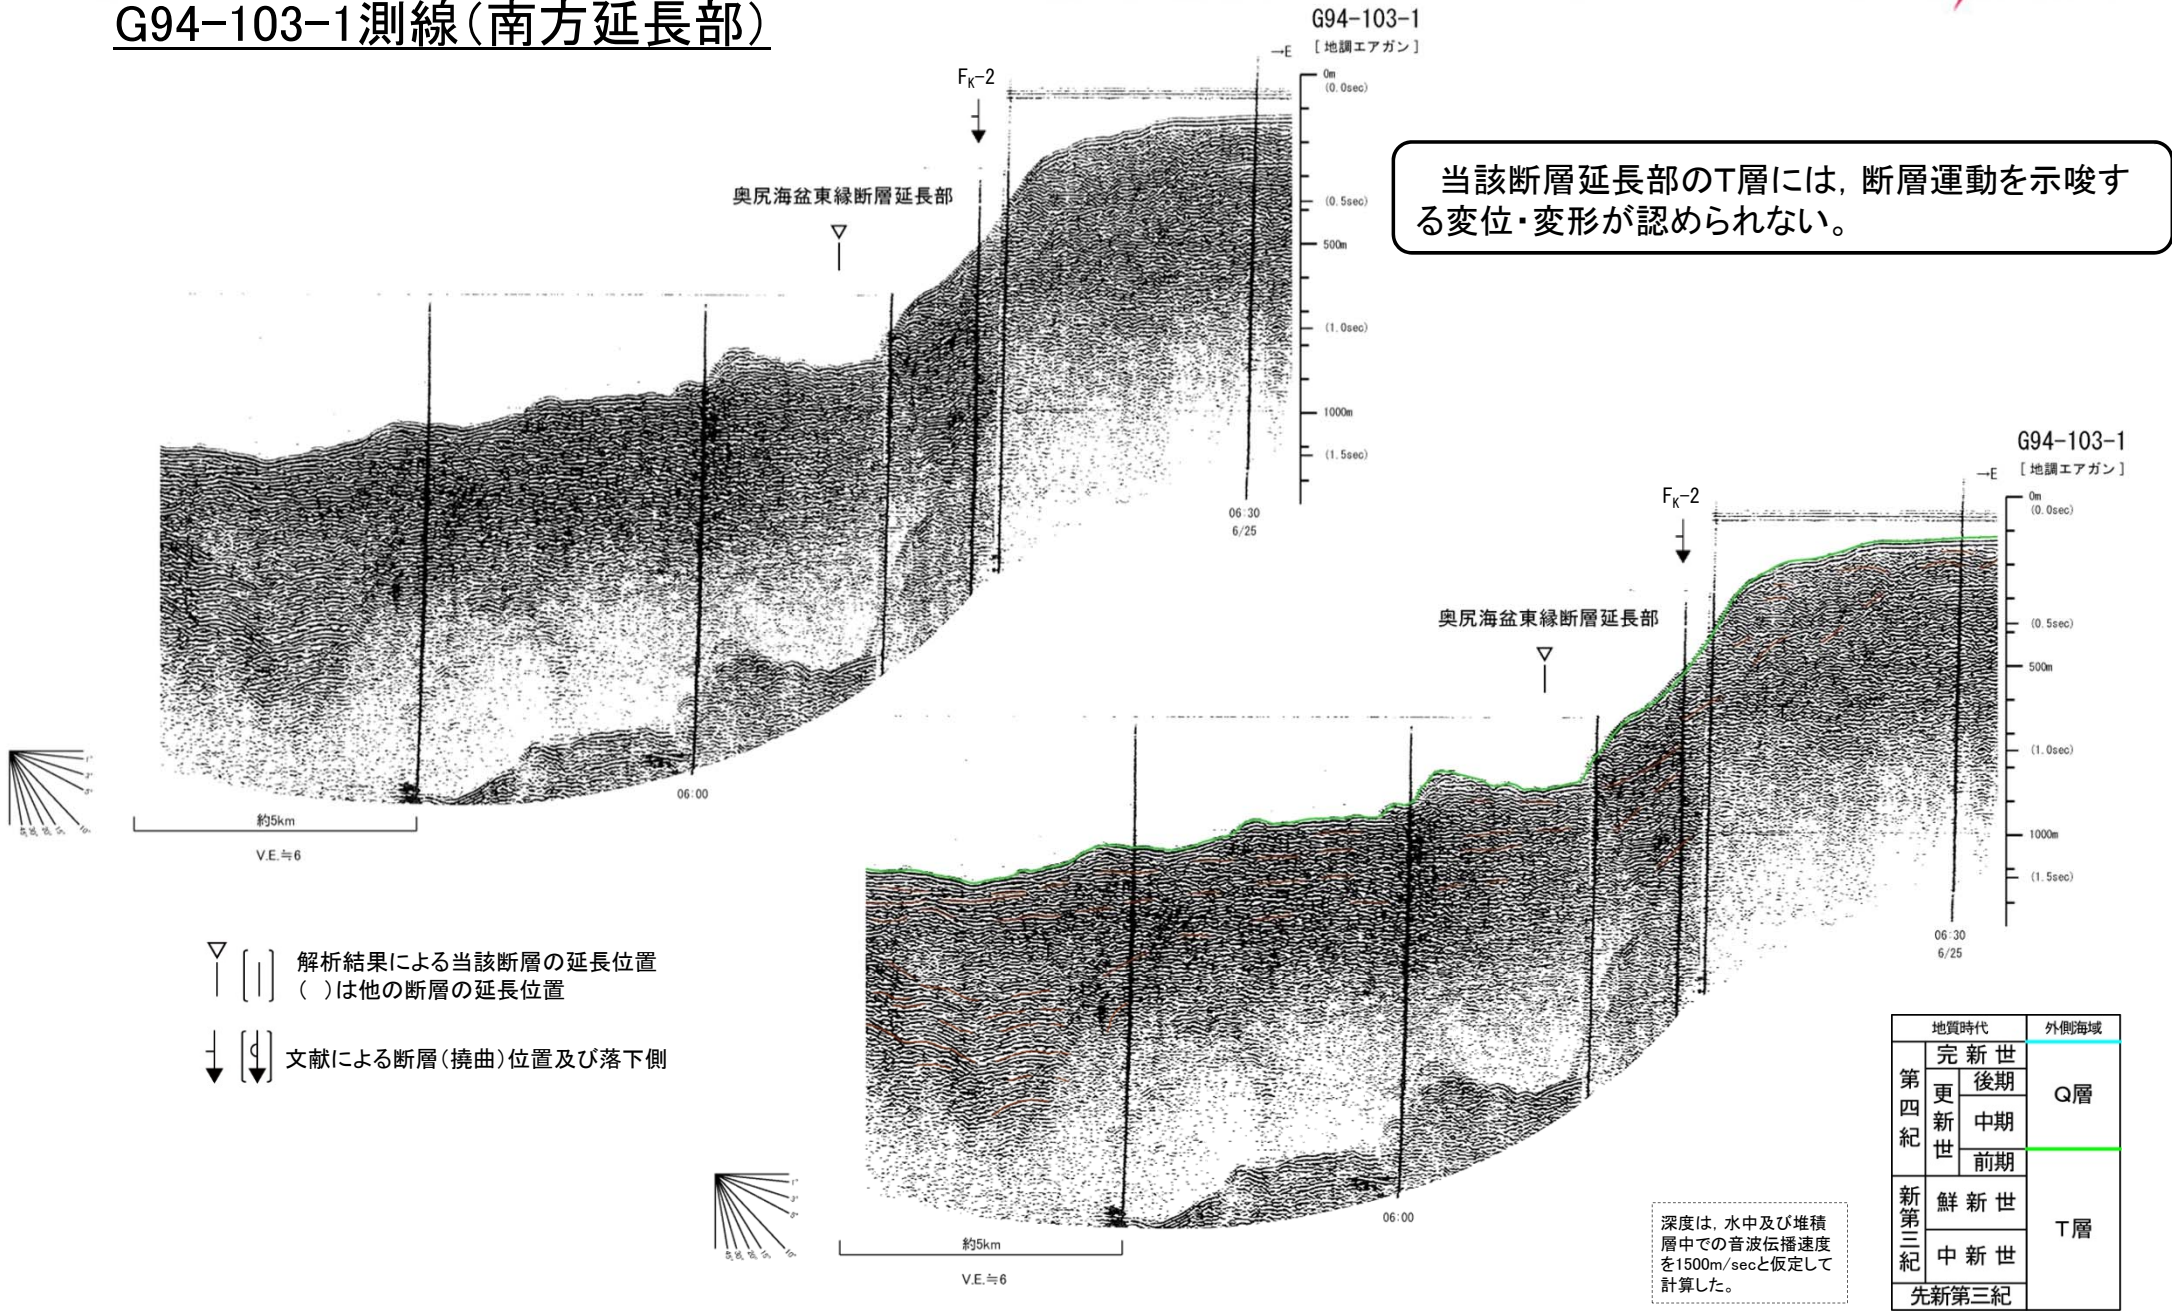 G94-103-1測線（南方延長部）
G94-103-1
［ 地調エアガン ］
→E
FK-2
奥尻海盆東縁断層延長部
0m
(0.0sec)
(0.5sec)
500m
(1.0sec)
1000m
(1.5sec)
06:30
6/25
06:00
約5km
V.E.≒6
当該断層延長部のT層には，断層運動を示唆す
る変位・変形が認められない。
G94-103-1
［ 地調エアガン ］
→E
FK-2
奥尻海盆東縁断層延長部
0m
(0.0sec)
(0.5sec)
500m
(1.0sec)
1000m
(1.5sec)
06:30
6/25
06:00
約5km
V.E.≒6
解析結果による当該断層の延長位置
（　）は他の断層の延長位置
文献による断層（撓曲）位置及び落下側
深度は，水中及び堆積
層中での音波伝播速度
を1500m/secと仮定して
計算した。
地質時代 外側海域
第四紀 完新世
更新世 後期 Q層
中期
前期
新第三紀 鮮新世 T層
中新世
先新第三紀